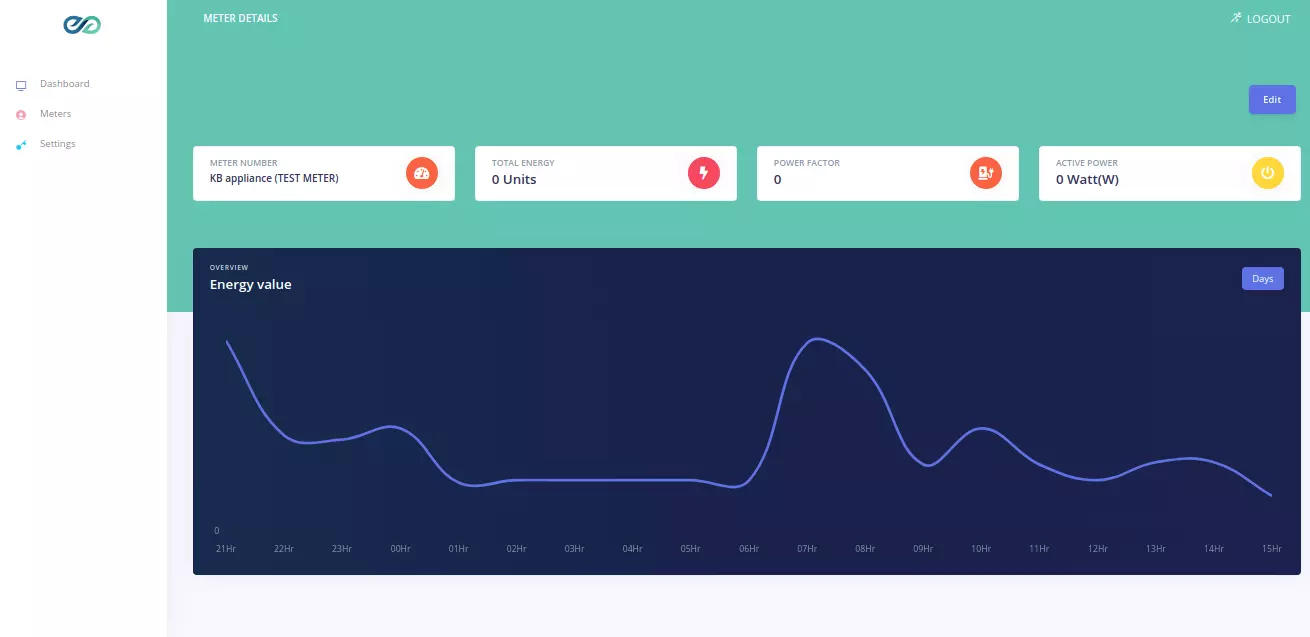 METER DETAILS
LOGOUT
Dashboard
Meters
Settings
Edit
METER NUMBER
KB appliance (TEST METER)
TOTAL ENERGY
0 Units
POWER FACTOR
0
ACTIVE POWER
0 Watt(W)
OVERVIEW
Energy value
Days
0
21Hr 22Hr 23Hr 00Hr 01Hr 02Hr 03Hr 04Hr 05Hr 06Hr 07Hr 08Hr 09Hr 10Hr 11Hr 12Hr 13Hr 14Hr 15Hr